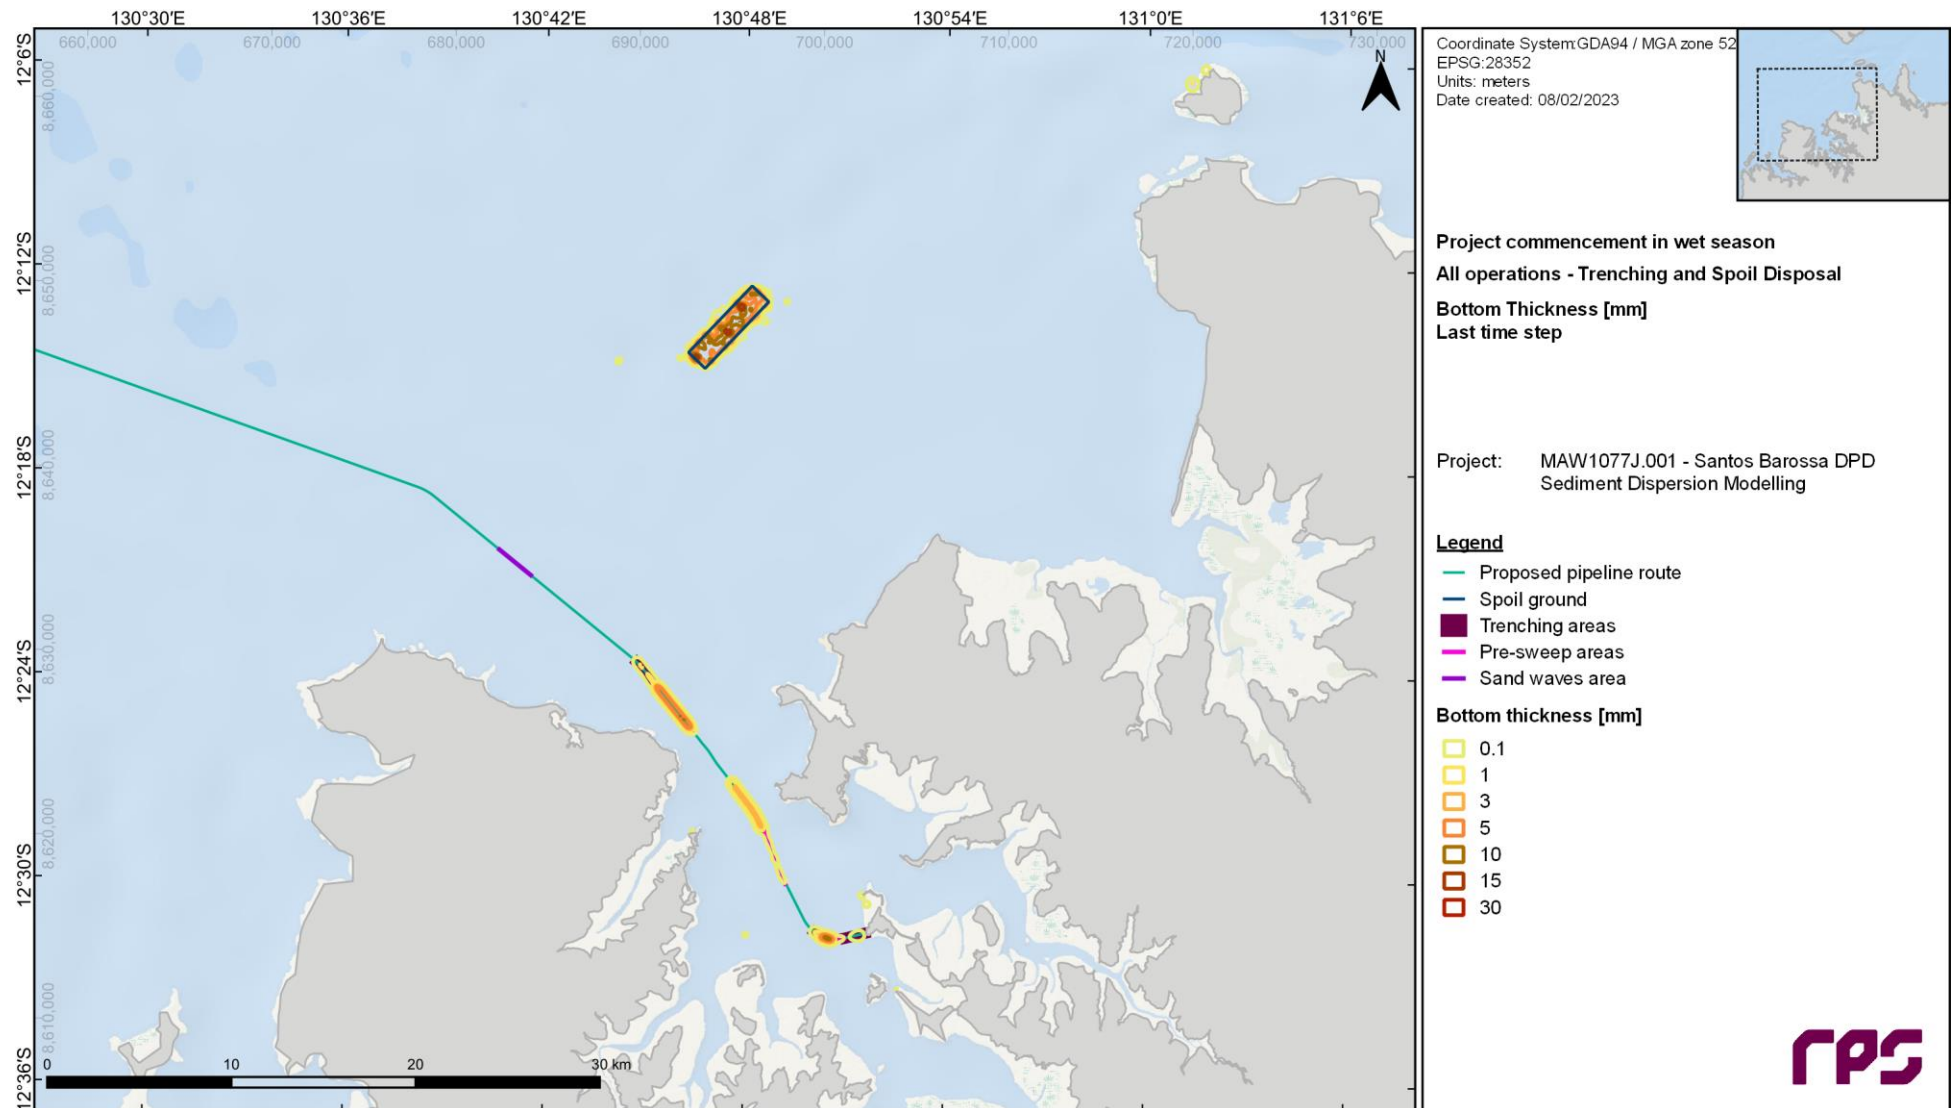 130°30'E 130°36'E 130°42'E 130°48'E 130°54'E 131°0'E 131°6'E
660,000 670,000 680,000 690,000 700,000 710,000 720,000 730,000
12°6'S
8,660,000
12°12'S
8,650,000
12°18'S
8,640,000
12°24'S
8,630,000
12°30'S
8,620,000
12°36'S
8,610,000
N
0 10 20 30 km
Coordinate System:GDA94 / MGA zone 52
EPSG:28352
Units: meters
Date created: 08/02/2023
Project commencement in wet season
All operations - Trenching and Spoil Disposal
Bottom Thickness [mm]
Last time step
Project: MAW1077J.001 - Santos Barossa DPD
Sediment Dispersion Modelling
Legend
Proposed pipeline route
Spoil ground
Trenching areas
Pre-sweep areas
Sand waves area
Bottom thickness [mm]
0.1
1
3
5
10
15
30
rps